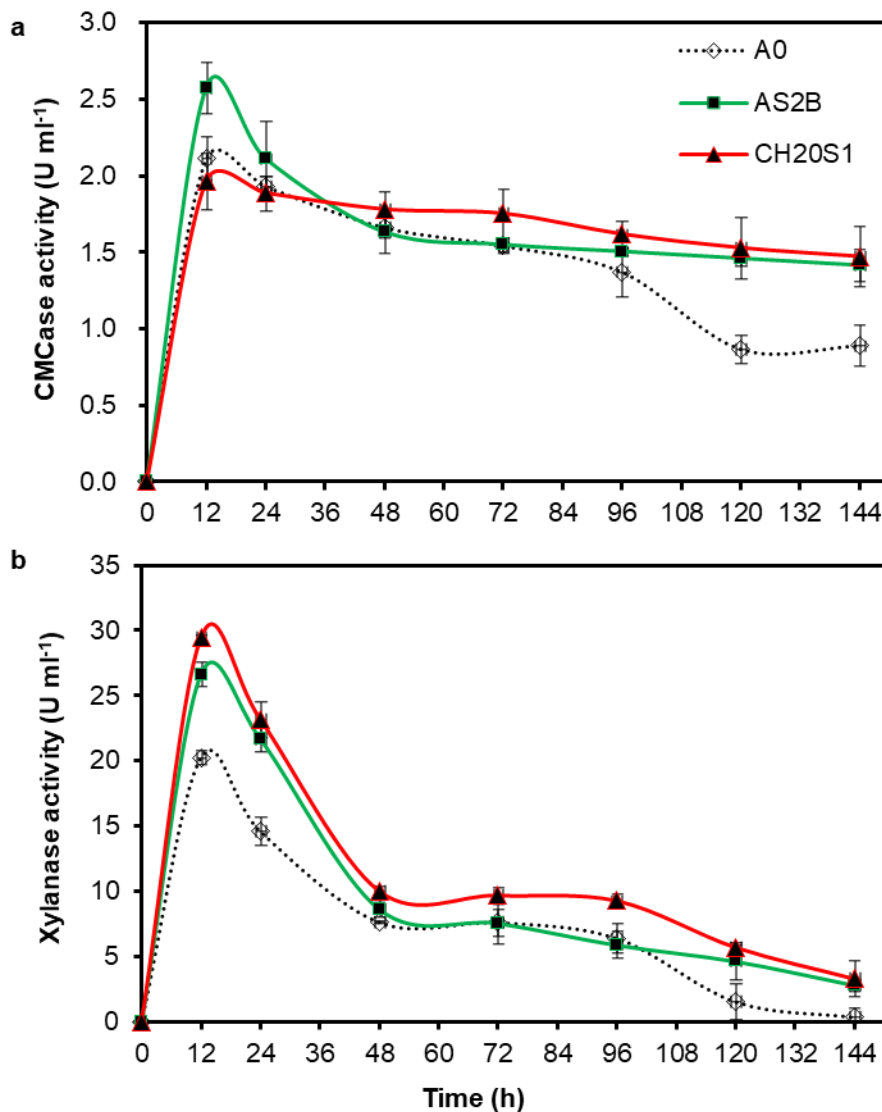 a
3.0
2.5
2.0
1.5
1.0
0.5
0.0
CMCase activity (U ml⁻¹)
A0
AS2B
CH20S1
0 12 24 36 48 60 72 84 96 108 120 132 144
b
35
30
25
20
15
10
5
0
Xylanase activity (U ml⁻¹)
0 12 24 36 48 60 72 84 96 108 120 132 144
Time (h)